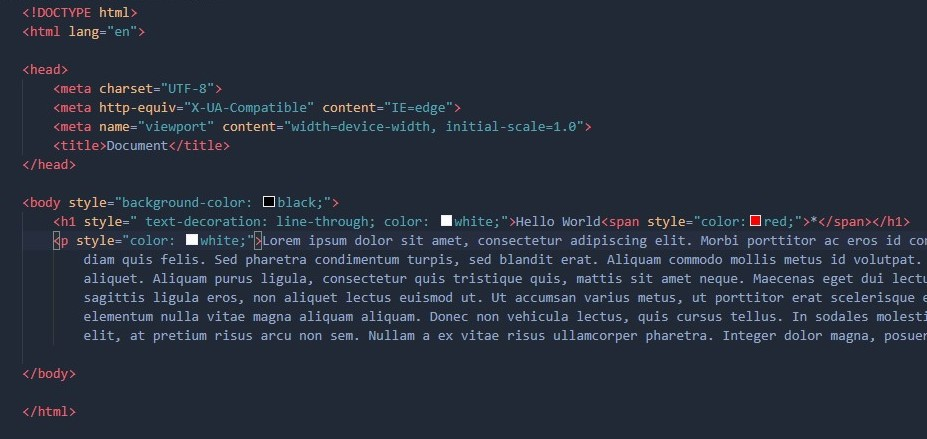 <!DOCTYPE html>
<html lang="en">
<head>
<meta charset="UTF-8">
<meta http-equiv="X-UA-Compatible" content="IE=edge">
<meta name="viewport" content="width=device-width, initial-scale=1.0">
<title>Document</title>
</head>
<body style="background-color: black;">
<h1 style=" text-decoration: line-through; color: white;">Hello World<span style="color:red;">*</span></h1>
<p style="color: white;">Lorem ipsum dolor sit amet, consectetur adipiscing elit. Morbi porttitor ac eros id
diam quis felis. Sed pharetra condimentum turpis, sed blandit erat. Aliquam commodo mollis metus id volutpat.
aliquet. Aliquam purus ligula, consectetur quis tristique quis, mattis sit amet neque. Maecenas eget dui
sagittis ligula eros, non aliquet lectus euismod ut. Ut accumsan varius metus, ut porttitor erat scelerisque
elementum nulla vitae magna aliquam aliquam. Donec non vehicula lectus, quis cursus tellus. In sodales
elit, at pretium risus arcu non sem. Nullam a ex vitae risus ullamcorper pharetra. Integer dolor magna,
</body>
</html>